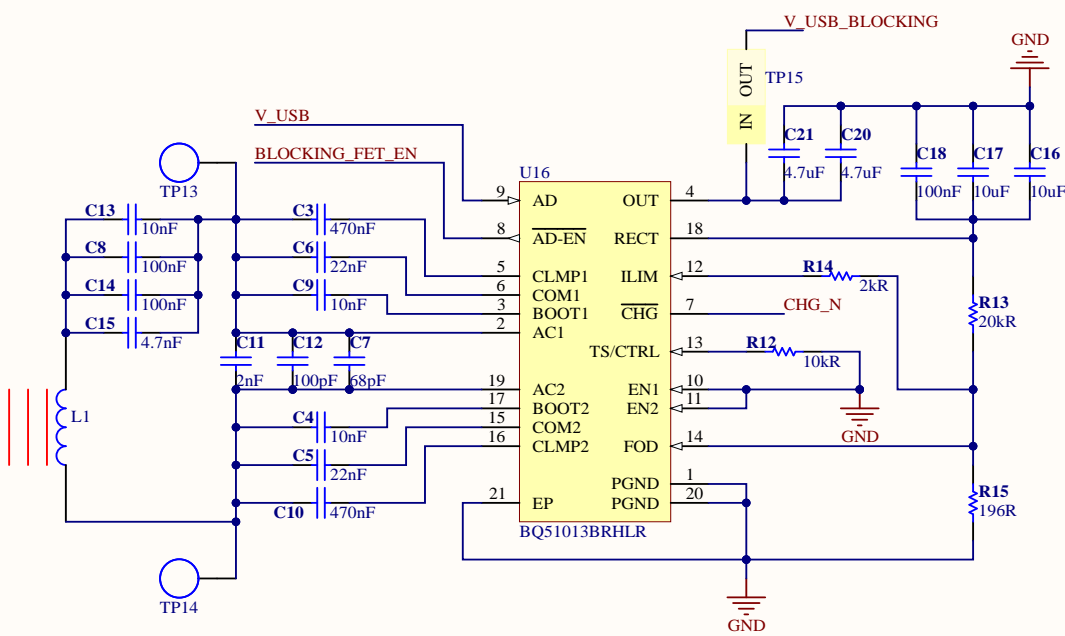 V_USB_BLOCKING
GND
OUT
IN
TP15
V_USB
C21
4.7uF
C20
4.7uF
C18
100nF
C17
10uF
C16
10uF
BLOCKING_FET_EN
TP13
U16
9
AD
OUT
4
8
AD-EN
RECT
18
5
CLMP1
ILIM
12
6
COM1
3
BOOT1
CHG
7
2
AC1
TS/CTRL
13
19
AC2
EN1
10
17
BOOT2
EN2
11
15
COM2
16
CLMP2
FOD
14
PGND
1
21
EP
PGND
20
BQ51013BRHLR
C13
10nF
C8
100nF
C14
100nF
C15
4.7nF
C3
470nF
C6
22nF
C9
10nF
C11
2nF
C12
100pF
C7
68pF
L1
C4
10nF
C5
22nF
C10
470nF
TP14
R14
2kR
CHG_N
R13
20kR
R12
10kR
GND
R15
196R
GND